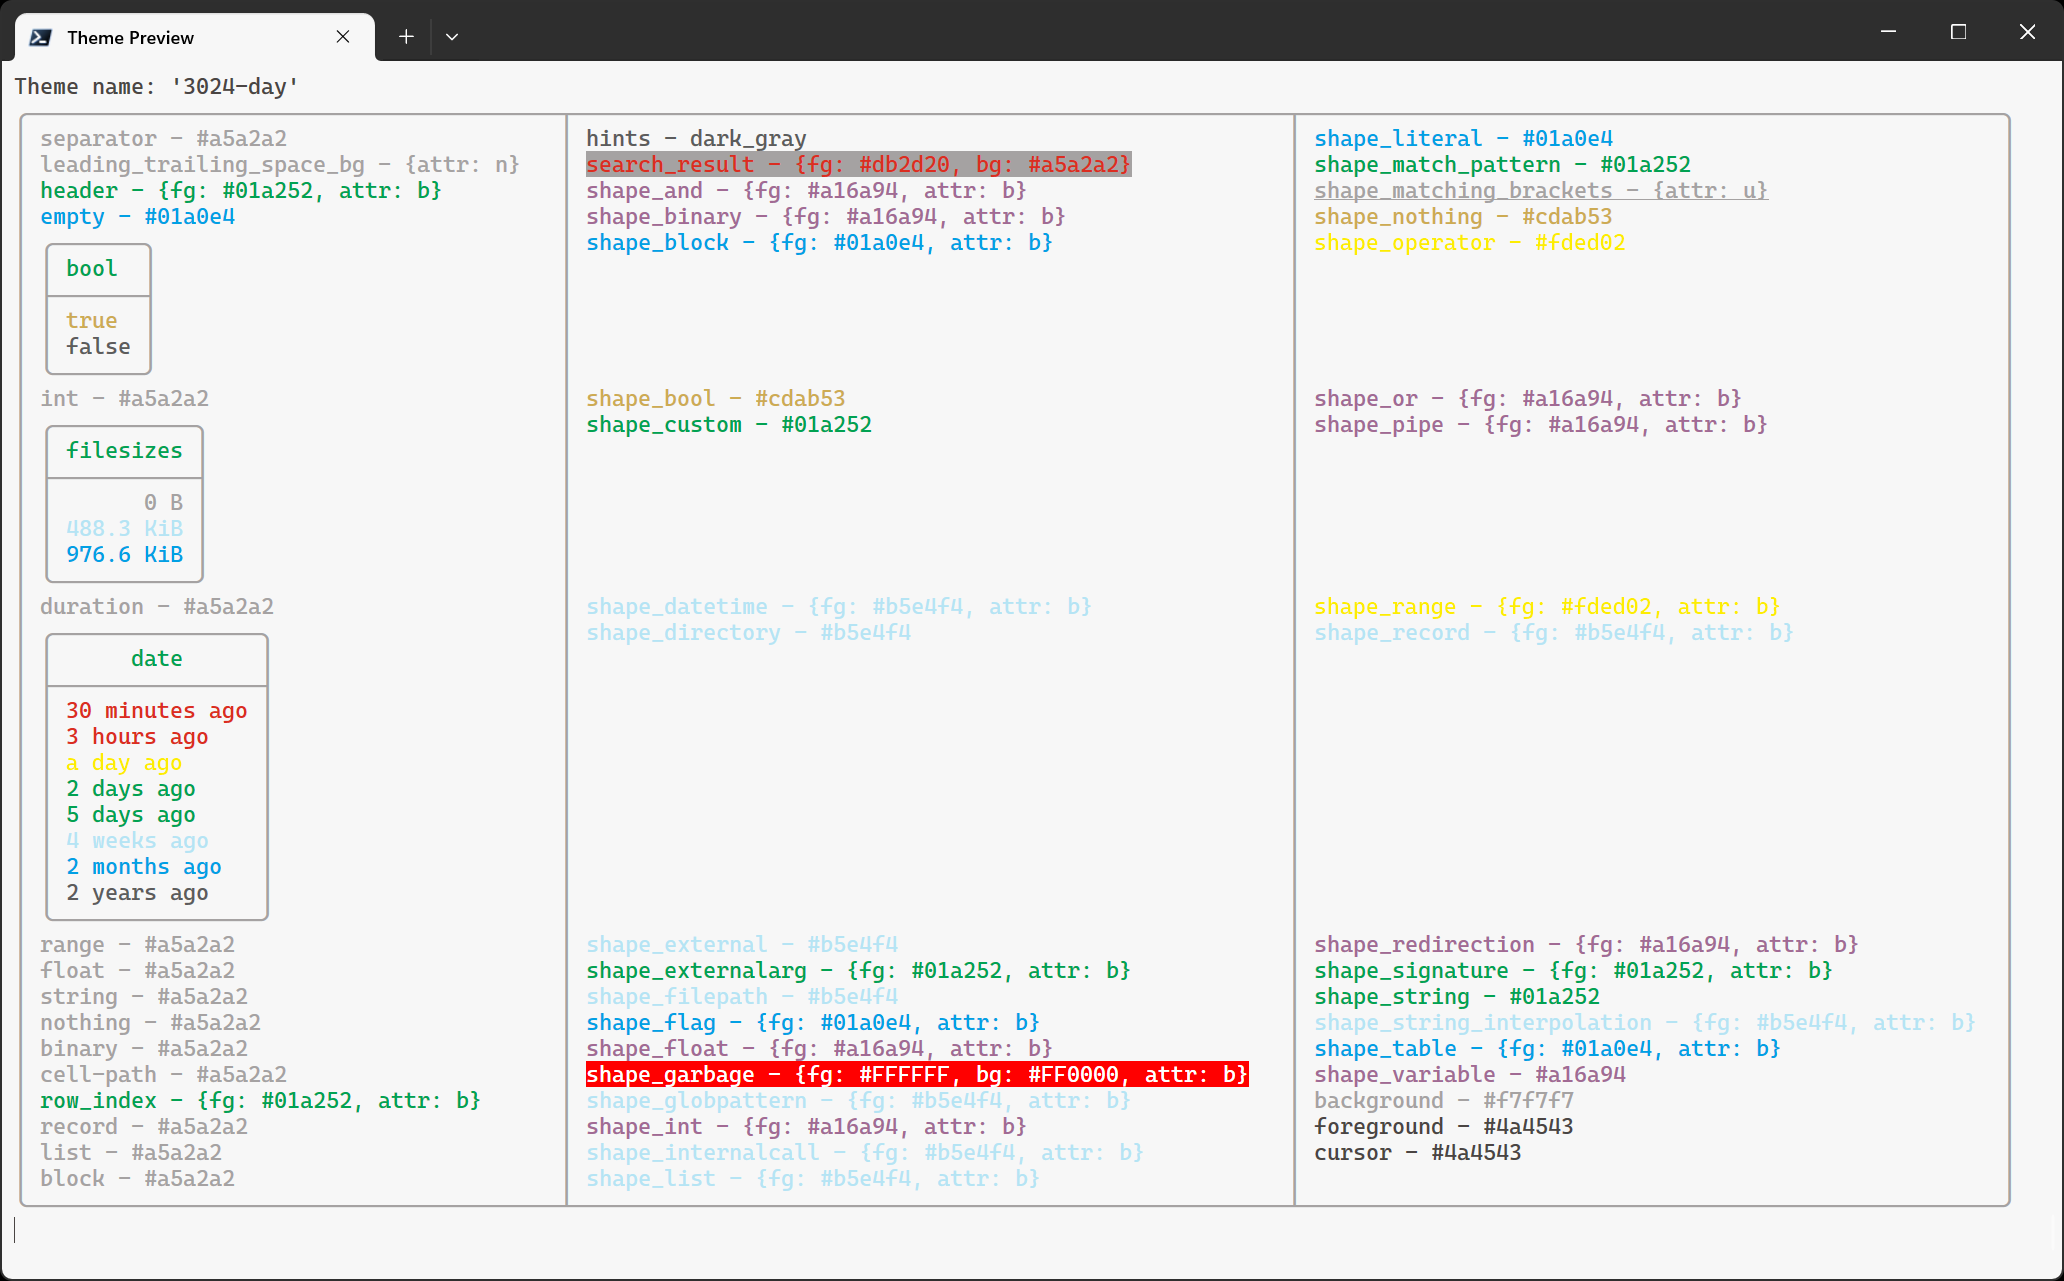 Theme Preview
Theme name: '3024-day'
separator - #a5a2a2
leading_trailing_space_bg - {attr: n}
header - {fg: #01a252, attr: b}
empty - #01a0e4
bool
true
false
int - #a5a2a2
filesizes
0 B
488.3 KiB
976.6 KiB
duration - #a5a2a2
date
30 minutes ago
3 hours ago
a day ago
2 days ago
5 days ago
4 weeks ago
2 months ago
2 years ago
range - #a5a2a2
float - #a5a2a2
string - #a5a2a2
nothing - #a5a2a2
binary - #a5a2a2
cell-path - #a5a2a2
row_index - {fg: #01a252, attr: b}
record - #a5a2a2
list - #a5a2a2
block - #a5a2a2
hints - dark_gray
search_result - {fg: #db2d20, bg: #a5a2a2}
shape_and - {fg: #a16a94, attr: b}
shape_binary - {fg: #a16a94, attr: b}
shape_block - {fg: #01a0e4, attr: b}
shape_bool - #cdab53
shape_custom - #01a252
shape_datetime - {fg: #b5e4f4, attr: b}
shape_directory - #b5e4f4
shape_external - #b5e4f4
shape_externalarg - {fg: #01a252, attr: b}
shape_filepath - #b5e4f4
shape_flag - {fg: #01a0e4, attr: b}
shape_float - {fg: #a16a94, attr: b}
shape_garbage - {fg: #FFFFFF, bg: #FF0000, attr: b}
shape_globpattern - {fg: #b5e4f4, attr: b}
shape_int - {fg: #a16a94, attr: b}
shape_internalcall - {fg: #b5e4f4, attr: b}
shape_list - {fg: #b5e4f4, attr: b}
shape_literal - #01a0e4
shape_match_pattern - #01a252
shape_matching_brackets - {attr: u}
shape_nothing - #cdab53
shape_operator - #fded02
shape_or - {fg: #a16a94, attr: b}
shape_pipe - {fg: #a16a94, attr: b}
shape_range - {fg: #fded02, attr: b}
shape_record - {fg: #b5e4f4, attr: b}
shape_redirection - {fg: #a16a94, attr: b}
shape_signature - {fg: #01a252, attr: b}
shape_string - #01a252
shape_string_interpolation - {fg: #b5e4f4, attr: b}
shape_table - {fg: #01a0e4, attr: b}
shape_variable - #a16a94
background - #f7f7f7
foreground - #4a4543
cursor - #4a4543